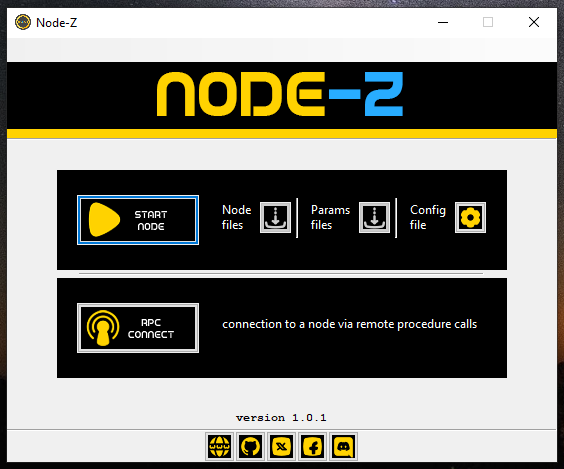 Node-Z
NODE-Z
START
NODE
Node
files
Params
files
Config
file
RPC
CONNECT
connection to a node via remote procedure calls
version 1.0.1